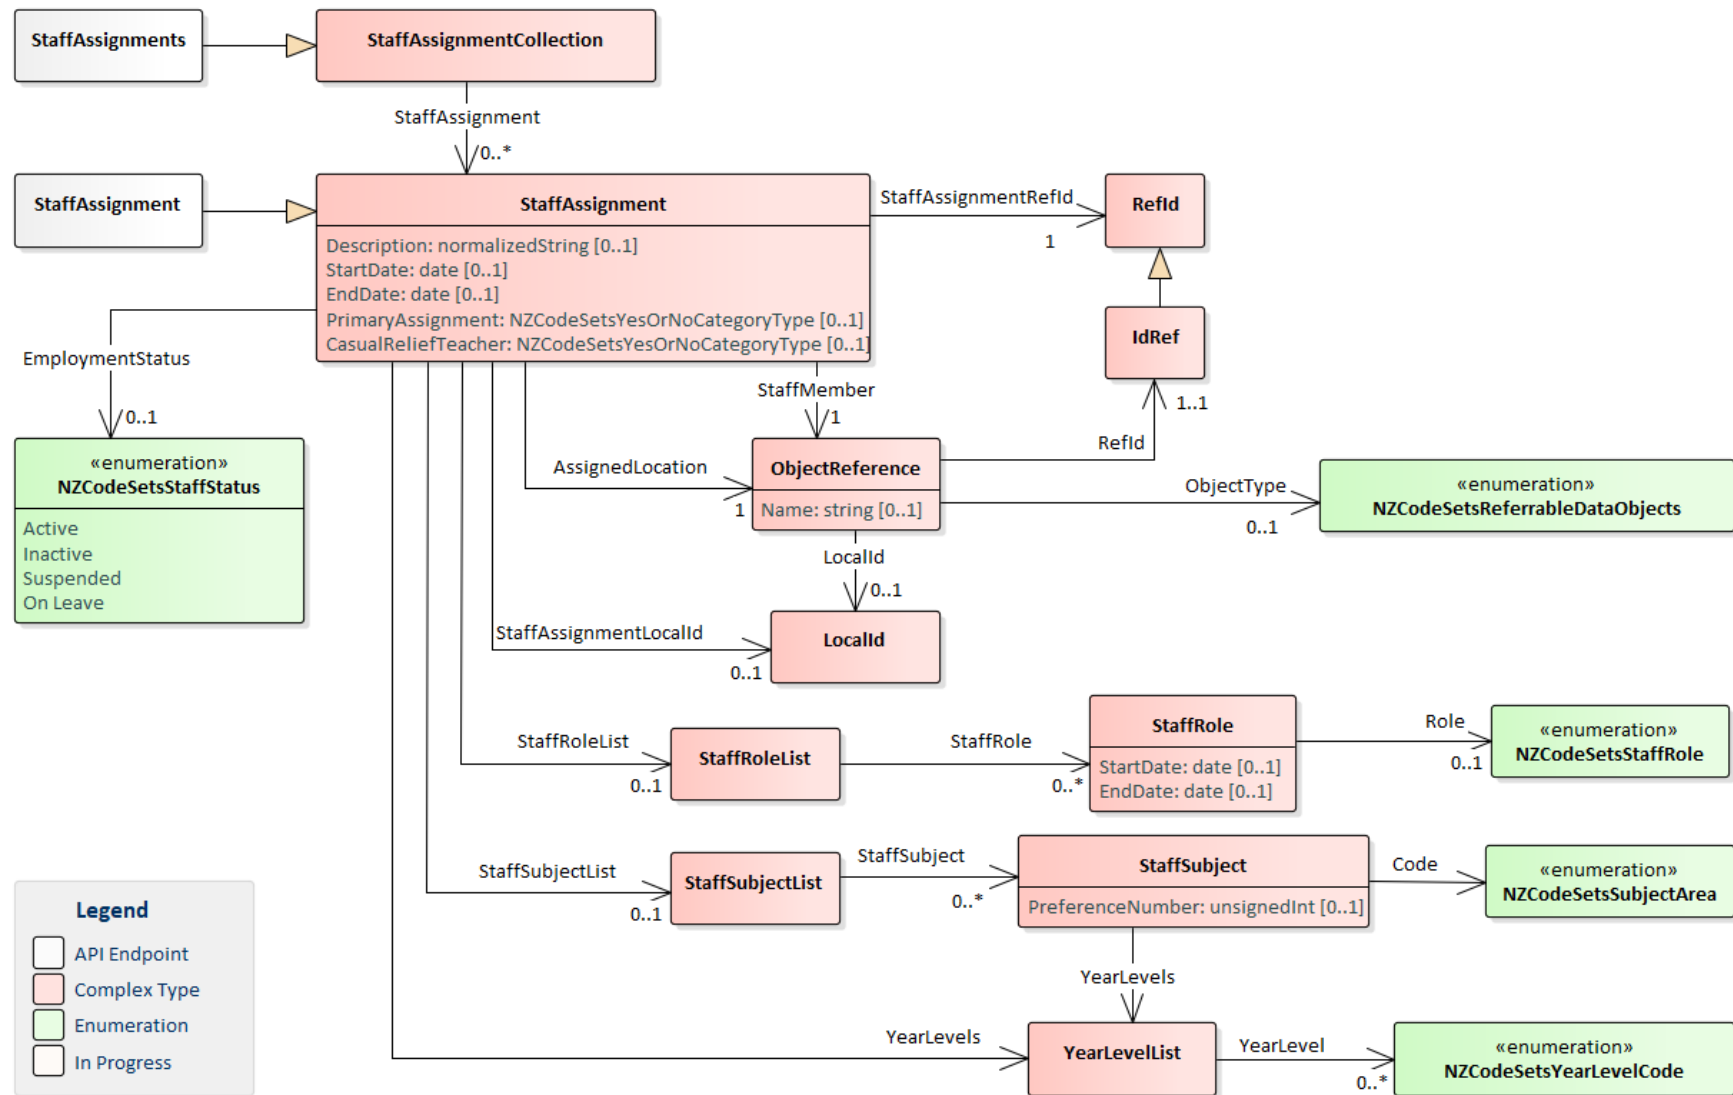 StaffAssignments
StaffAssignmentCollection
StaffAssignment
0..*
StaffAssignment
StaffAssignment
Description: normalizedString [0..1]
StartDate: date [0..1]
EndDate: date [0..1]
PrimaryAssignment: NZCodeSetsYesOrNoCategoryType [0..1]
CasualReliefTeacher: NZCodeSetsYesOrNoCategoryType [0..1]
StaffAssignmentRefId
1
RefId
IdRef
1..1
RefId
EmploymentStatus
0..1
«enumeration»
NZCodeSetsStaffStatus
Active
Inactive
Suspended
On Leave
StaffMember
1
AssignedLocation
1
ObjectReference
Name: string [0..1]
ObjectType
0..1
«enumeration»
NZCodeSetsReferrableDataObjects
LocalId
0..1
StaffAssignmentLocalId
0..1
LocalId
StaffRoleList
0..1
StaffRoleList
StaffRole
0..*
StaffRole
StartDate: date [0..1]
EndDate: date [0..1]
Role
0..1
«enumeration»
NZCodeSetsStaffRole
StaffSubjectList
0..1
StaffSubjectList
StaffSubject
0..*
StaffSubject
PreferenceNumber: unsignedInt [0..1]
Code
«enumeration»
NZCodeSetsSubjectArea
YearLevels
YearLevels
YearLevelList
YearLevel
0..*
«enumeration»
NZCodeSetsYearLevelCode
Legend
API Endpoint
Complex Type
Enumeration
In Progress